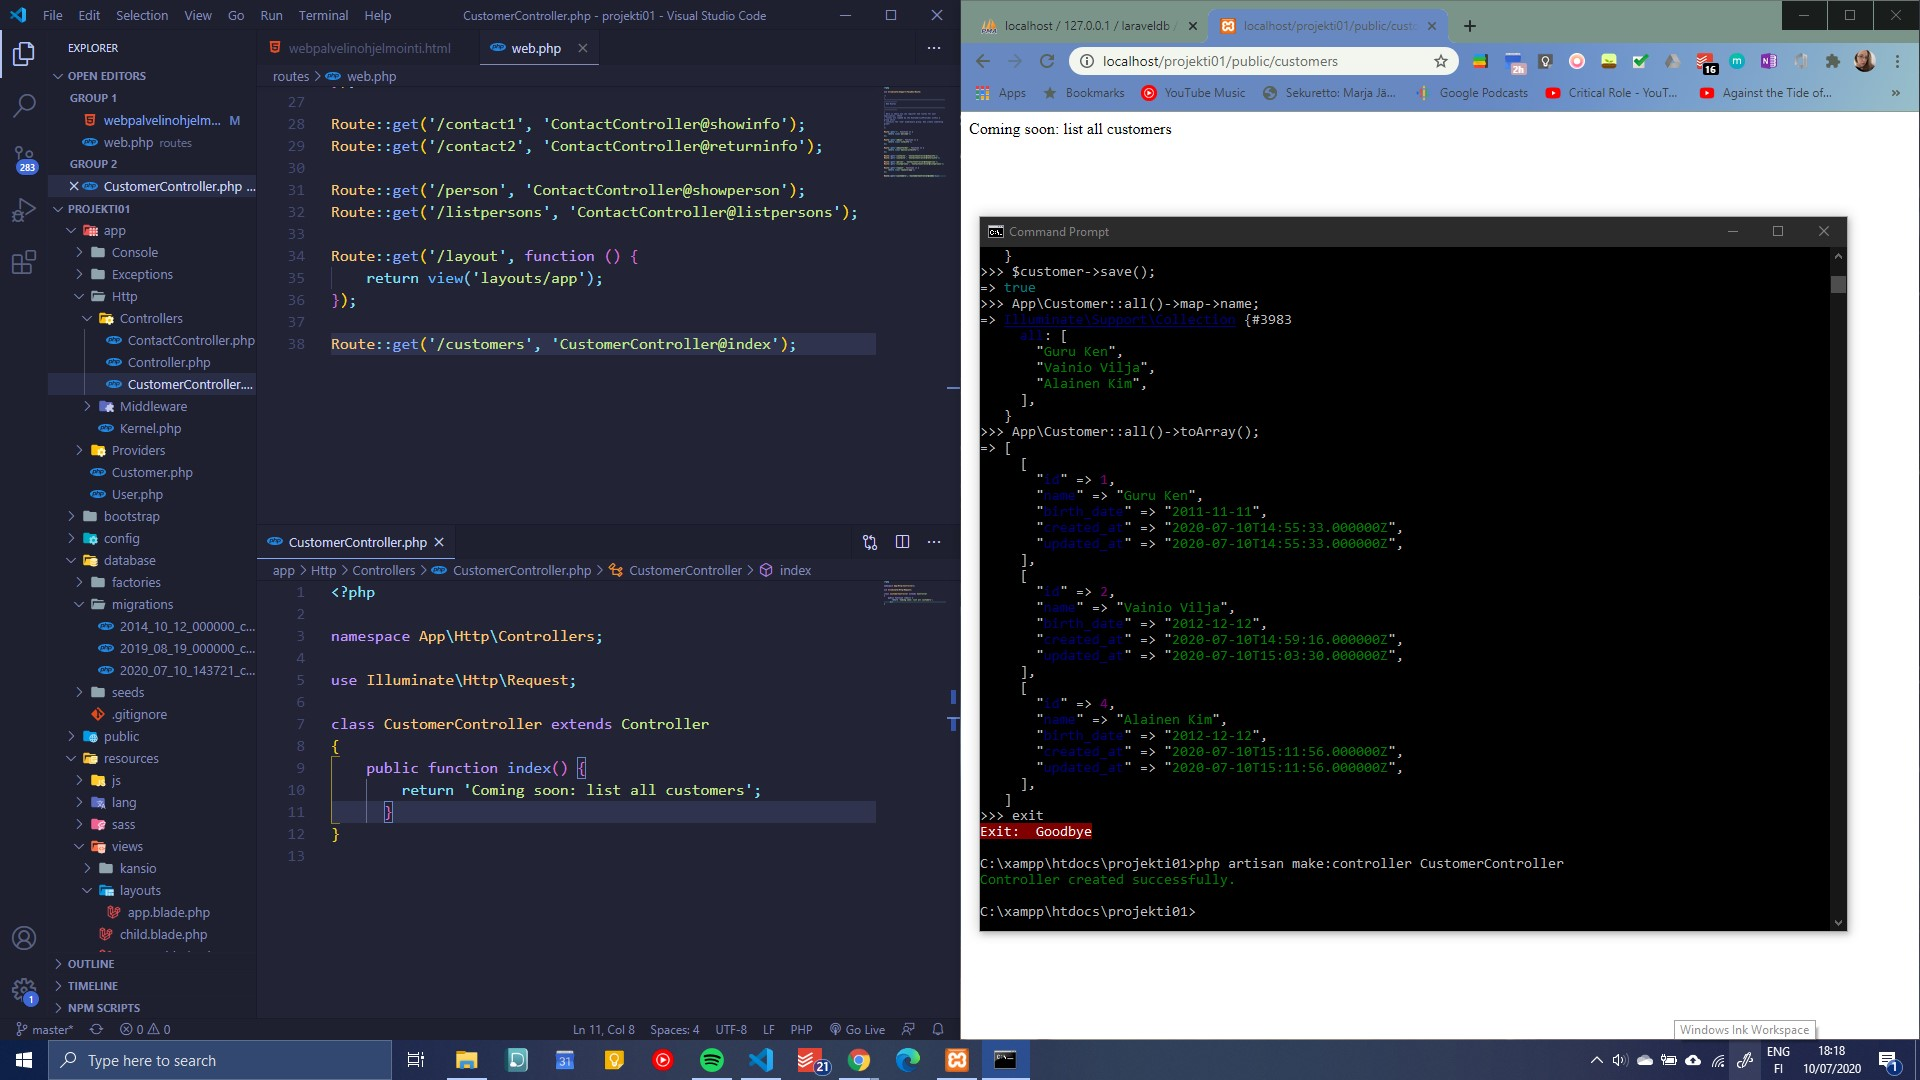 File Edit Selection View Go Run Terminal Help
CustomerController.php - projekti01 - Visual Studio Code
EXPLORER
OPEN EDITORS
GROUP 1
webpalvelinohjelm... M
web.php routes
GROUP 2
CustomerController.php ...
PROJEKTI01
app
Console
Exceptions
Http
Controllers
ContactController.php
Controller.php
CustomerController....
Middleware
Kernel.php
Providers
Customer.php
User.php
bootstrap
config
database
factories
migrations
2014_10_12_000000_c...
2019_08_19_000000_c...
2020_07_10_143721_c...
seeds
.gitignore
public
resources
js
lang
sass
views
kansio
layouts
app.blade.php
child.blade.php
OUTLINE
TIMELINE
NPM SCRIPTS
283
1
webpalvelinohjelmointi.html
web.php
routes > web.php
27
28 Route::get('/contact1', 'ContactController@showinfo');
29 Route::get('/contact2', 'ContactController@returninfo');
30
31 Route::get('/person', 'ContactController@showperson');
32 Route::get('/listpersons', 'ContactController@listpersons');
33
34 Route::get('/layout', function () {
35 return view('layouts/app');
36 });
37
38 Route::get('/customers', 'CustomerController@index');
CustomerController.php
app > Http > Controllers > CustomerController.php > CustomerController > index
1 <?php
2
3 namespace App\Http\Controllers;
4
5 use Illuminate\Http\Request;
6
7 class CustomerController extends Controller
8 {
9 public function index() {
10 return 'Coming soon: list all customers';
11 }
12 }
13
master* 0 0
Ln 11, Col 8 Spaces: 4 UTF-8 LF PHP Go Live
localhost / 127.0.0.1 / laraveldb
localhost/projekti01/public/cust
localhost/projekti01/public/customers
2h
16
Apps Bookmarks YouTube Music Sekuretto: Marja Jä... Google Podcasts Critical Role - YouT... Against the Tide of... »
Coming soon: list all customers
Command Prompt
}
>>> $customer->save();
=> true
>>> App\Customer::all()->map->name;
=> Illuminate\Support\Collection {#3983
all: [
"Guru Ken",
"Vainio Vilja",
"Alainen Kim",
],
}
>>> App\Customer::all()->toArray();
=> [
[
"id" => 1,
"name" => "Guru Ken",
"birth_date" => "2011-11-11",
"created_at" => "2020-07-10T14:55:33.000000Z",
"updated_at" => "2020-07-10T14:55:33.000000Z",
],
[
"id" => 2,
"name" => "Vainio Vilja",
"birth_date" => "2012-12-12",
"created_at" => "2020-07-10T14:59:16.000000Z",
"updated_at" => "2020-07-10T15:03:30.000000Z",
],
[
"id" => 4,
"name" => "Alainen Kim",
"birth_date" => "2012-12-12",
"created_at" => "2020-07-10T15:11:56.000000Z",
"updated_at" => "2020-07-10T15:11:56.000000Z",
],
]
>>> exit
Exit: Goodbye
C:\xampp\htdocs\projekti01>php artisan make:controller CustomerController
Controller created successfully.
C:\xampp\htdocs\projekti01>
Windows Ink Workspace
Type here to search
31
21
ENG
FI
18:18
10/07/2020
1